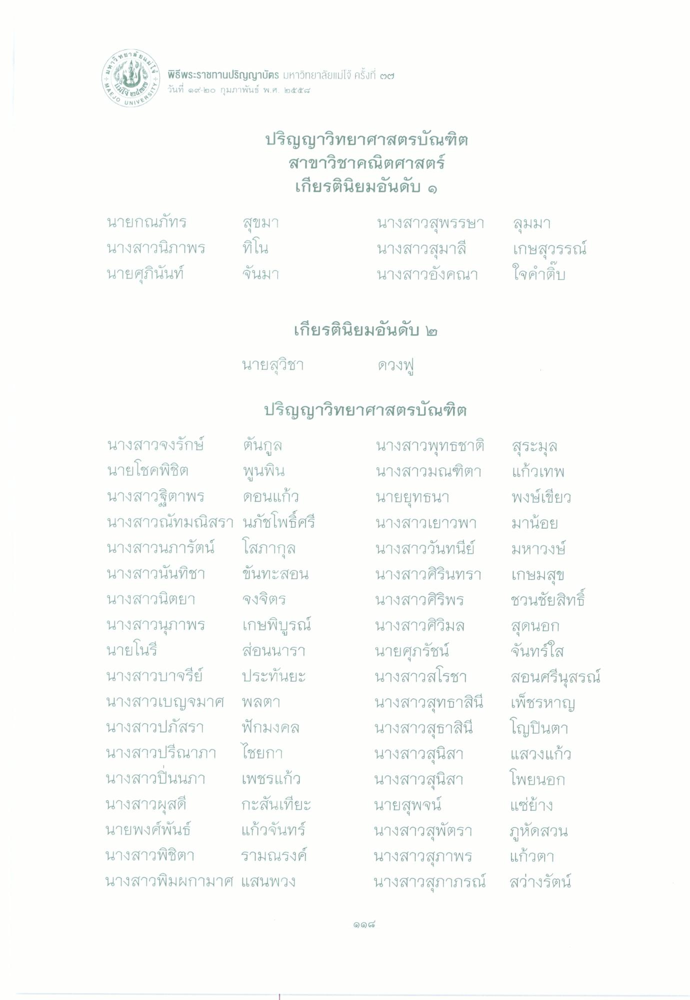 มหาวิทยาลัยแม่โจ้
แม่โจ้ ๒๔๗๗
MAEJO UNIVERSITY
พิธีพระราชทานปริญญาบัตร มหาวิทยาลัยแม่โจ้ ครั้งที่ ๓๗
วันที่ ๑๙-๒๐ กุมภาพันธ์ พ.ศ. ๒๕๕๘
ปริญญาวิทยาศาสตรบัณฑิต
สาขาวิชาคณิตศาสตร์
เกียรตินิยมอันดับ ๑
นายกณภัทร สุขมา นางสาวสุพรรษา ลุมมา
นางสาวนิภาพร ทิโน นางสาวสุมาลี เกษสุวรรณ์
นายศุภินันท์ จันมา นางสาวอังคณา ใจคำติ๊บ
เกียรตินิยมอันดับ ๒
นายสุวิชา ดวงฟู
ปริญญาวิทยาศาสตรบัณฑิต
นางสาวจงรักษ์ ตันกูล นางสาวพุทธชาติ สุระมุล
นายโชคพิชิต พูนพิน นางสาวมณฑิตา แก้วเทพ
นางสาวฐิตาพร ดอนแก้ว นายยุทธนา พงษ์เขียว
นางสาวณัทมณิสรา นภัชโพธิ์ศรี นางสาวเยาวพา มาน้อย
นางสาวนภารัตน์ โสภากุล นางสาววันทนีย์ มหาวงษ์
นางสาวนันทิชา ขันทะสอน นางสาวศิรินทรา เกษมสุข
นางสาวนิตยา จงจิตร นางสาวศิริพร ชวนชัยสิทธิ์
นางสาวนุภาพร เกษพิบูรณ์ นางสาวศิวิมล สุดนอก
นายโนรี ส่อนนารา นายศุภรัชน์ จันทร์ใส
นางสาวบาจรีย์ ประทันยะ นางสาวสโรชา สอนศรีนุสรณ์
นางสาวเบญจมาศ พลตา นางสาวสุทธาสินี เพ็ชรหาญ
นางสาวปภัสรา ฟักมงคล นางสาวสุธาสินี โญปินตา
นางสาวปรีณาภา ไชยกา นางสาวสุนิสา แสวงแก้ว
นางสาวปิ่นนภา เพชรแก้ว นางสาวสุนิสา โพยนอก
นางสาวผุสดี กะสันเทียะ นายสุพจน์ แซ่ย้าง
นายพงศ์พันธ์ แก้วจันทร์ นางสาวสุพัตรา ภูหัดสวน
นางสาวพิชิตา รามณรงค์ นางสาวสุภาพร แก้วตา
นางสาวพิมผกามาศ แสนพวง นางสาวสุภาภรณ์ สว่างรัตน์
๑๑๘